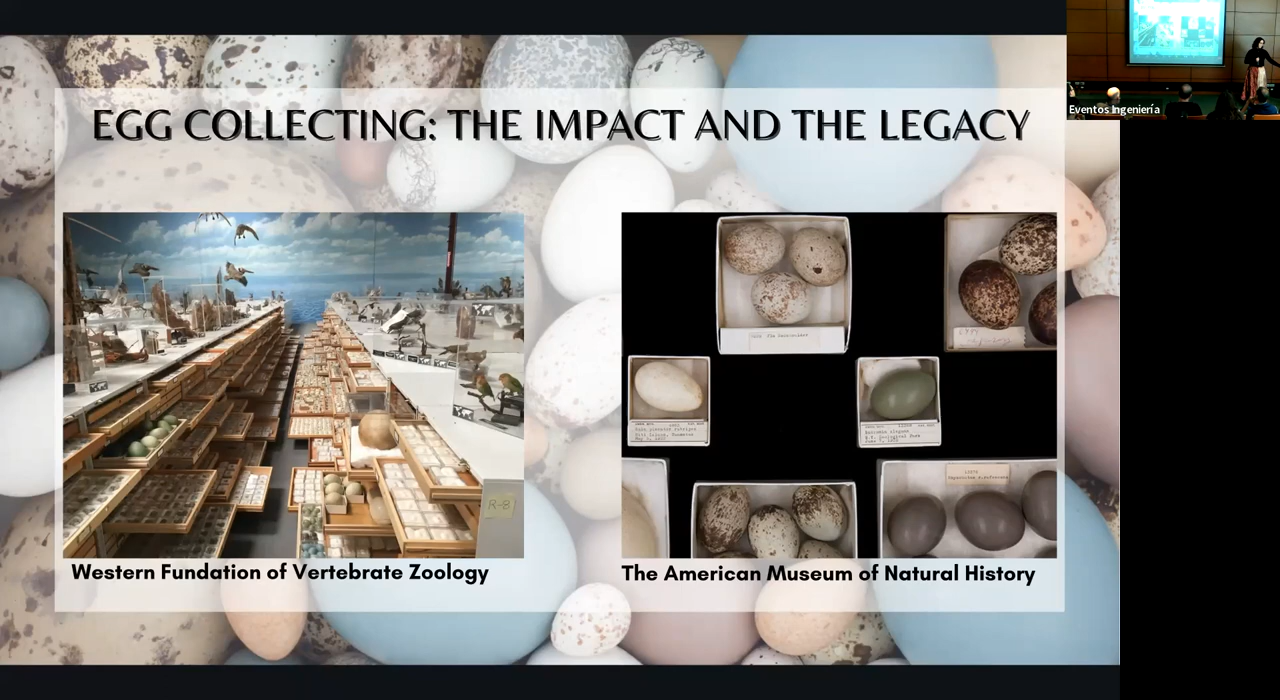 EGG COLLECTING: THE IMPACT AND THE LEGACY
Eventos Ingeniería
R-8
Western Fundation of Vertebrate Zoology
The American Museum of Natural History